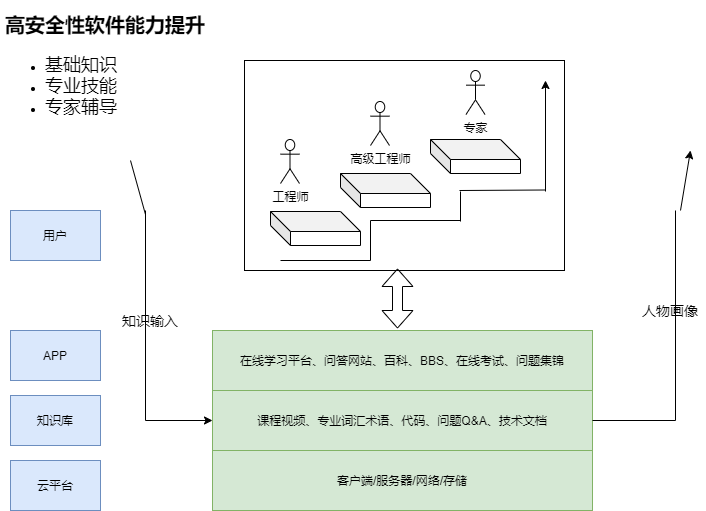 高安全性软件能力提升
基础知识
专业技能
专家辅导
专家
高级工程师
工程师
用户
知识输入
人物画像
APP
在线学习平台、问答网站、百科、BBS、在线考试、问题集锦
知识库
课程视频、专业词汇术语、代码、问题Q&A、技术文档
云平台
客户端/服务器/网络/存储